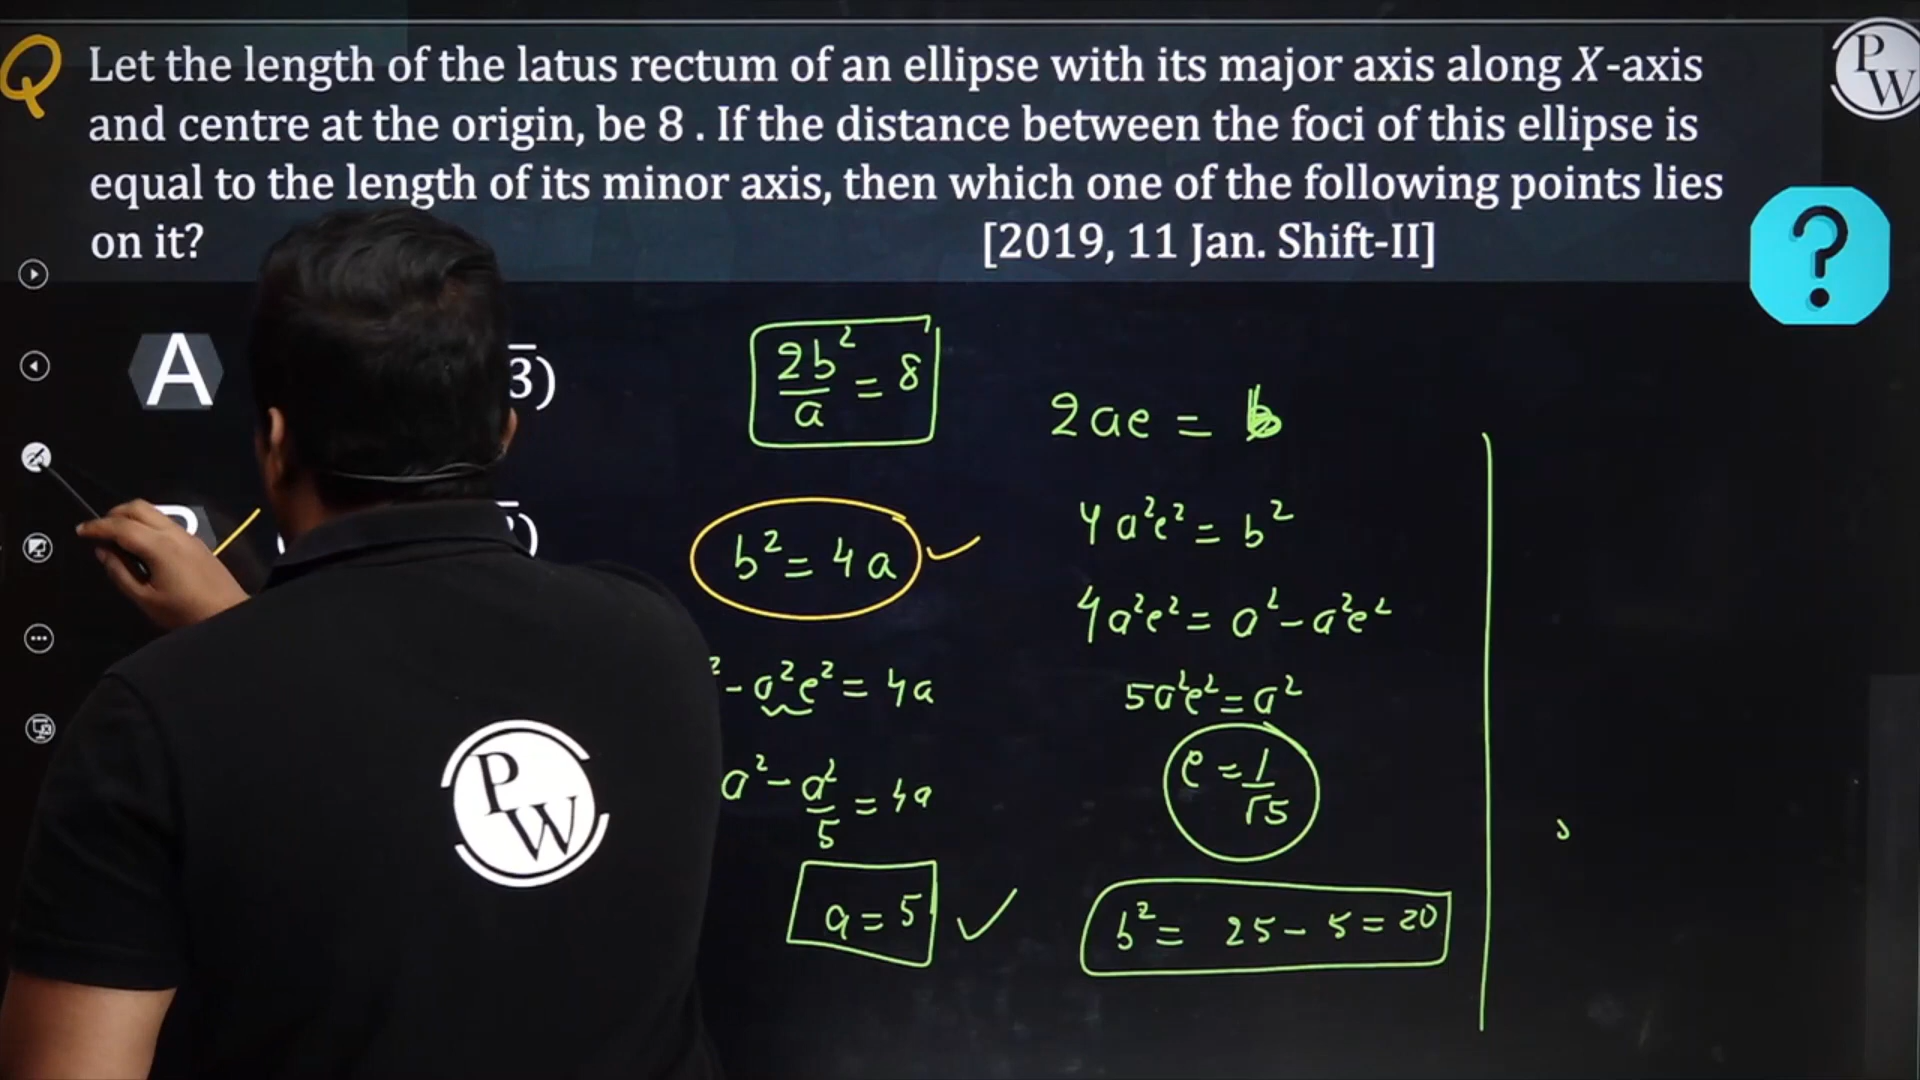 Q Let the length of the latus rectum of an ellipse with its major axis along X-axis
and centre at the origin, be 8 . If the distance between the foci of this ellipse is
equal to the length of its minor axis, then which one of the following points lies
on it? [2019, 11 Jan. Shift-II]
PW
?
A 3)
2b²/a = 8
2ae = b
b² = 4a
4a²e² = b²
4a²e² = a² - a²e²
² - a²e² = 4a
5a²e² = a²
a² - a²/5 = 4a
e = 1/√5
a = 5
b² = 25 - 5 = 20
PW